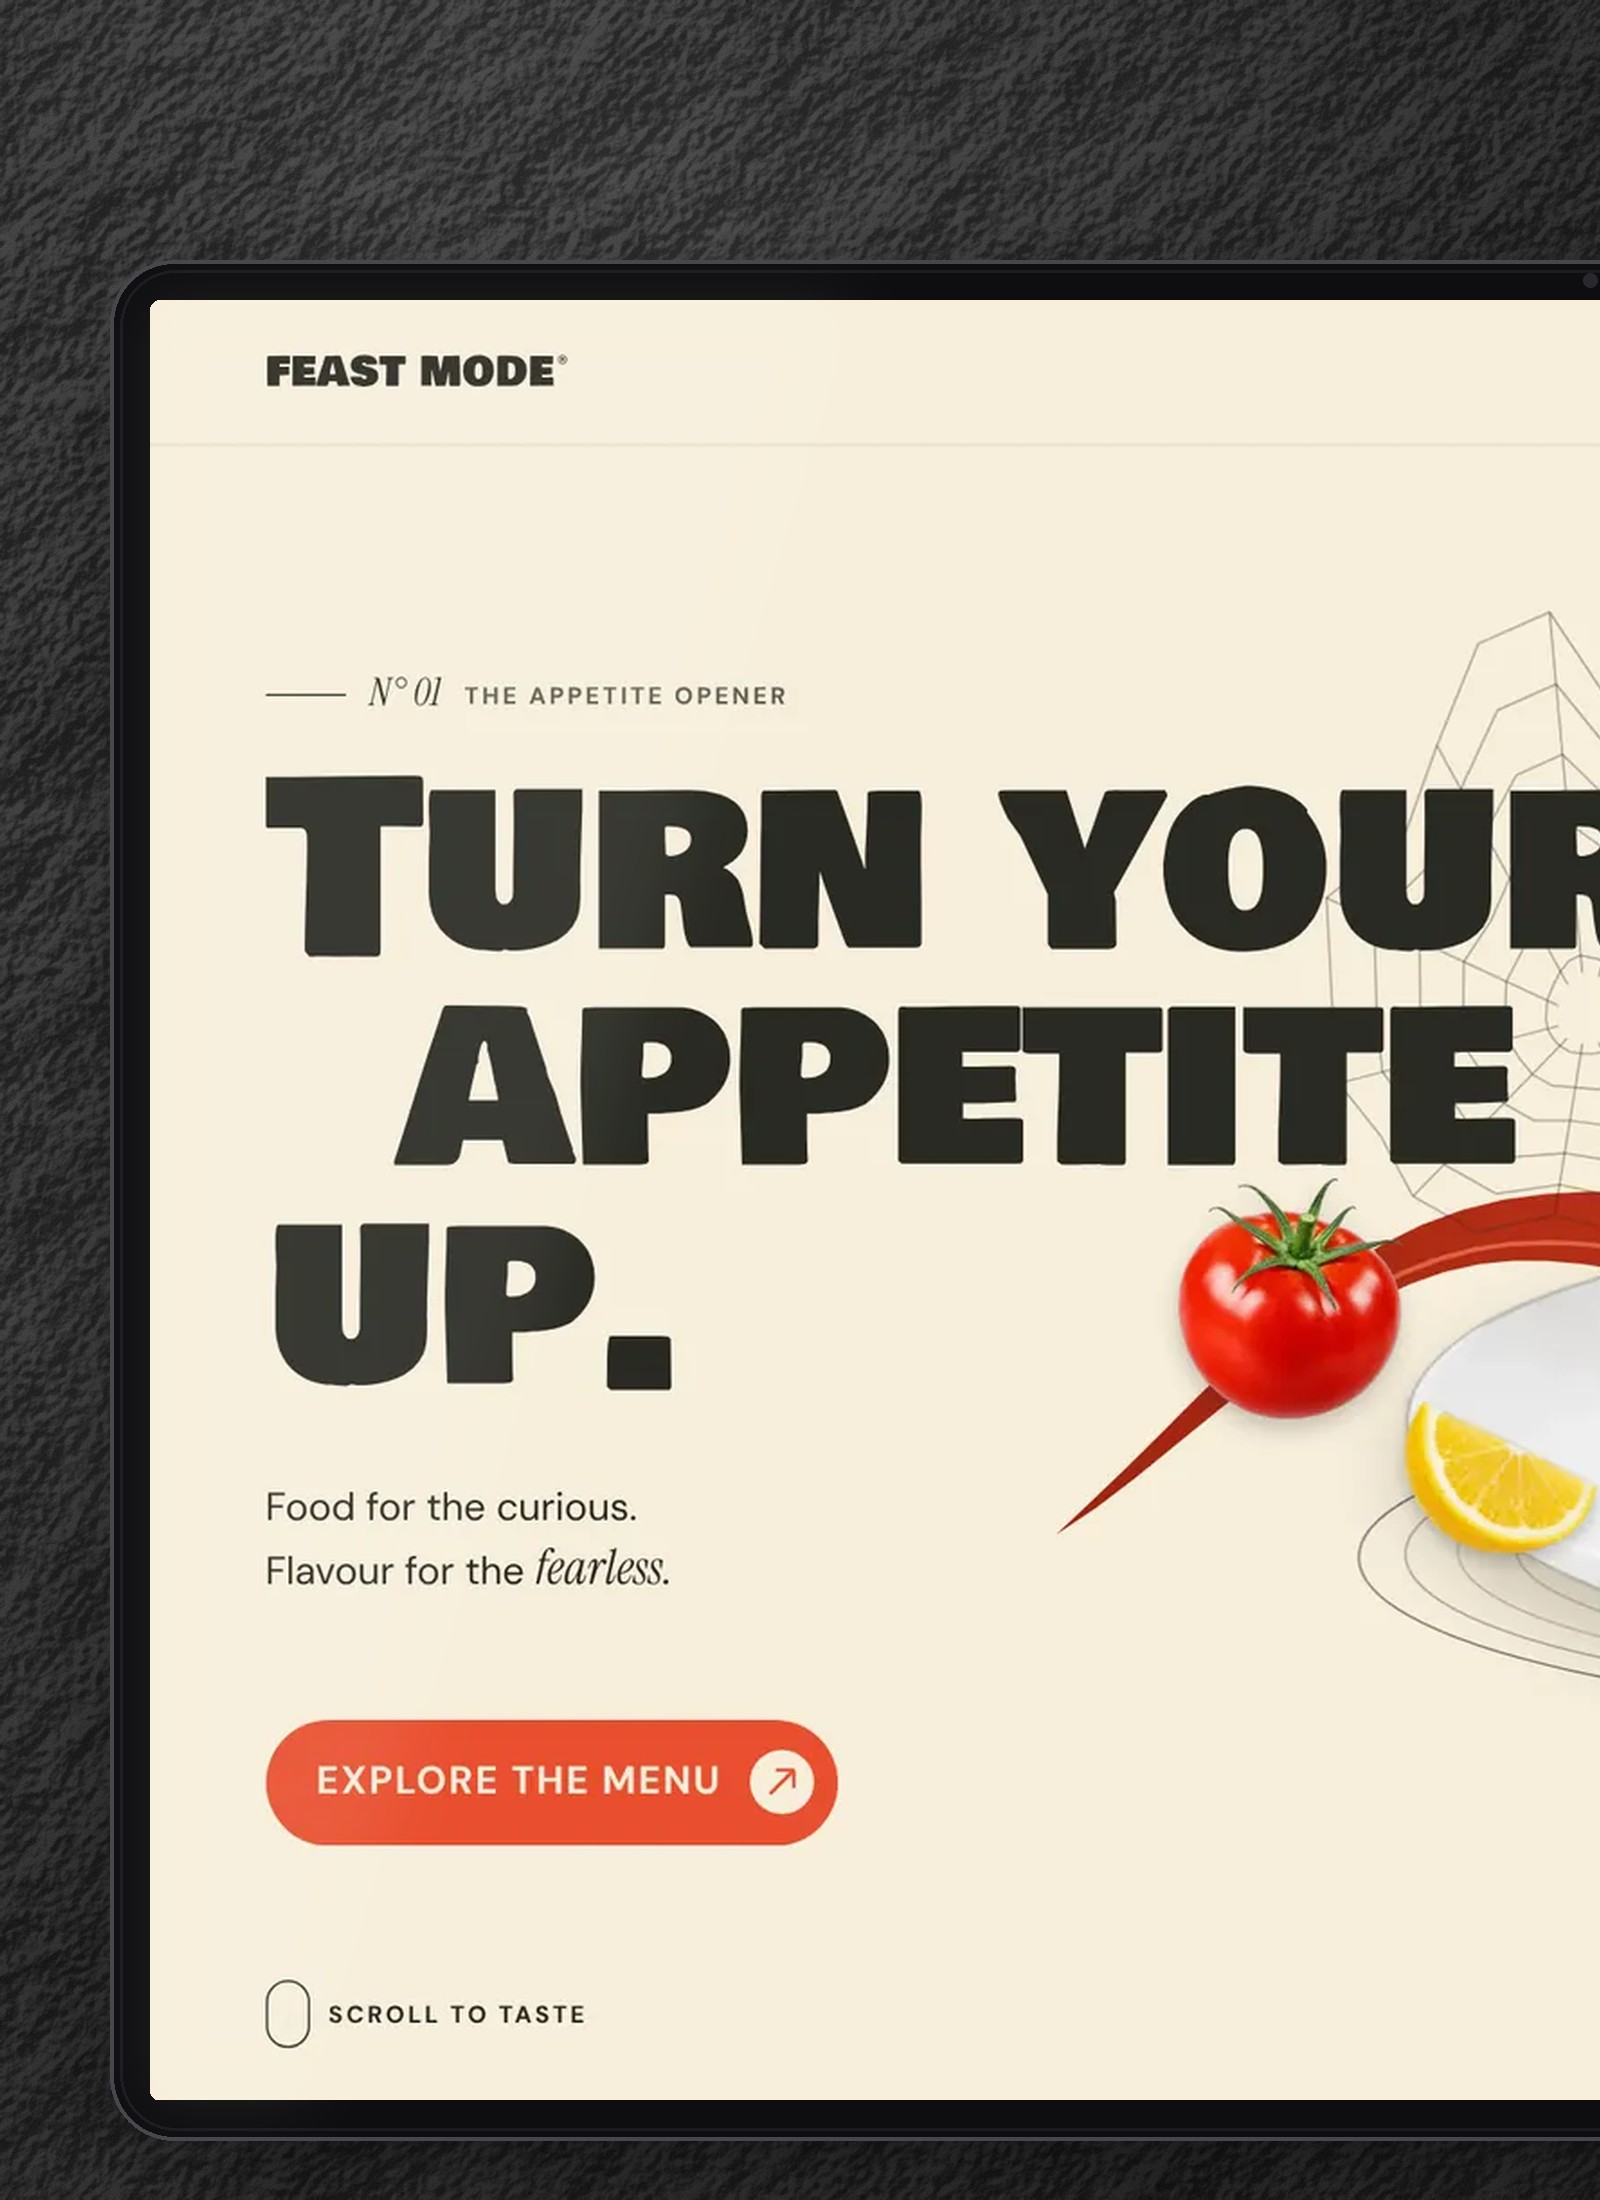 FEAST MODE®
N° 01 THE APPETITE OPENER
TURN YOUR
APPETITE
UP.
Food for the curious.
Flavour for the fearless.
EXPLORE THE MENU
SCROLL TO TASTE